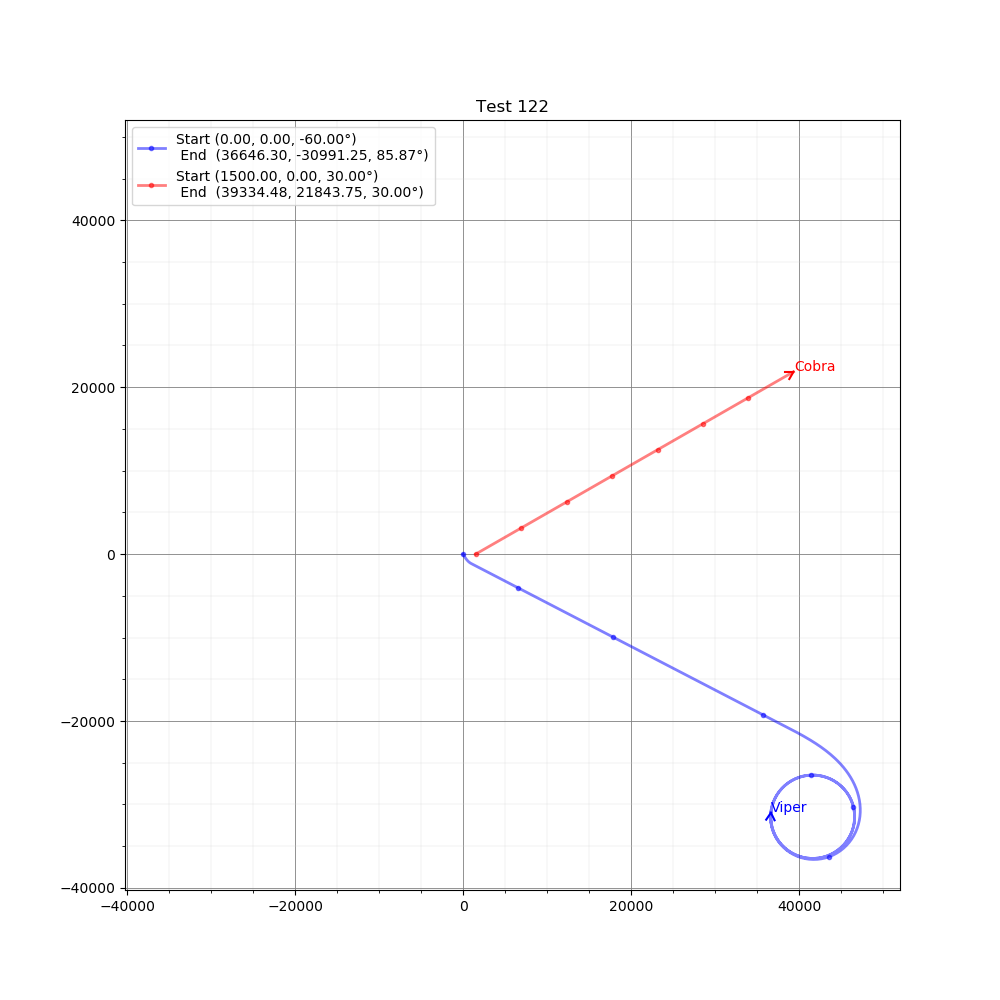 Test 122
Start (0.00, 0.00, -60.00°)
End (36646.30, -30991.25, 85.87°)
Start (1500.00, 0.00, 30.00°)
End (39334.48, 21843.75, 30.00°)
40000
20000
0
−20000
−40000
Cobra
Viper
−40000
−20000
0
20000
40000